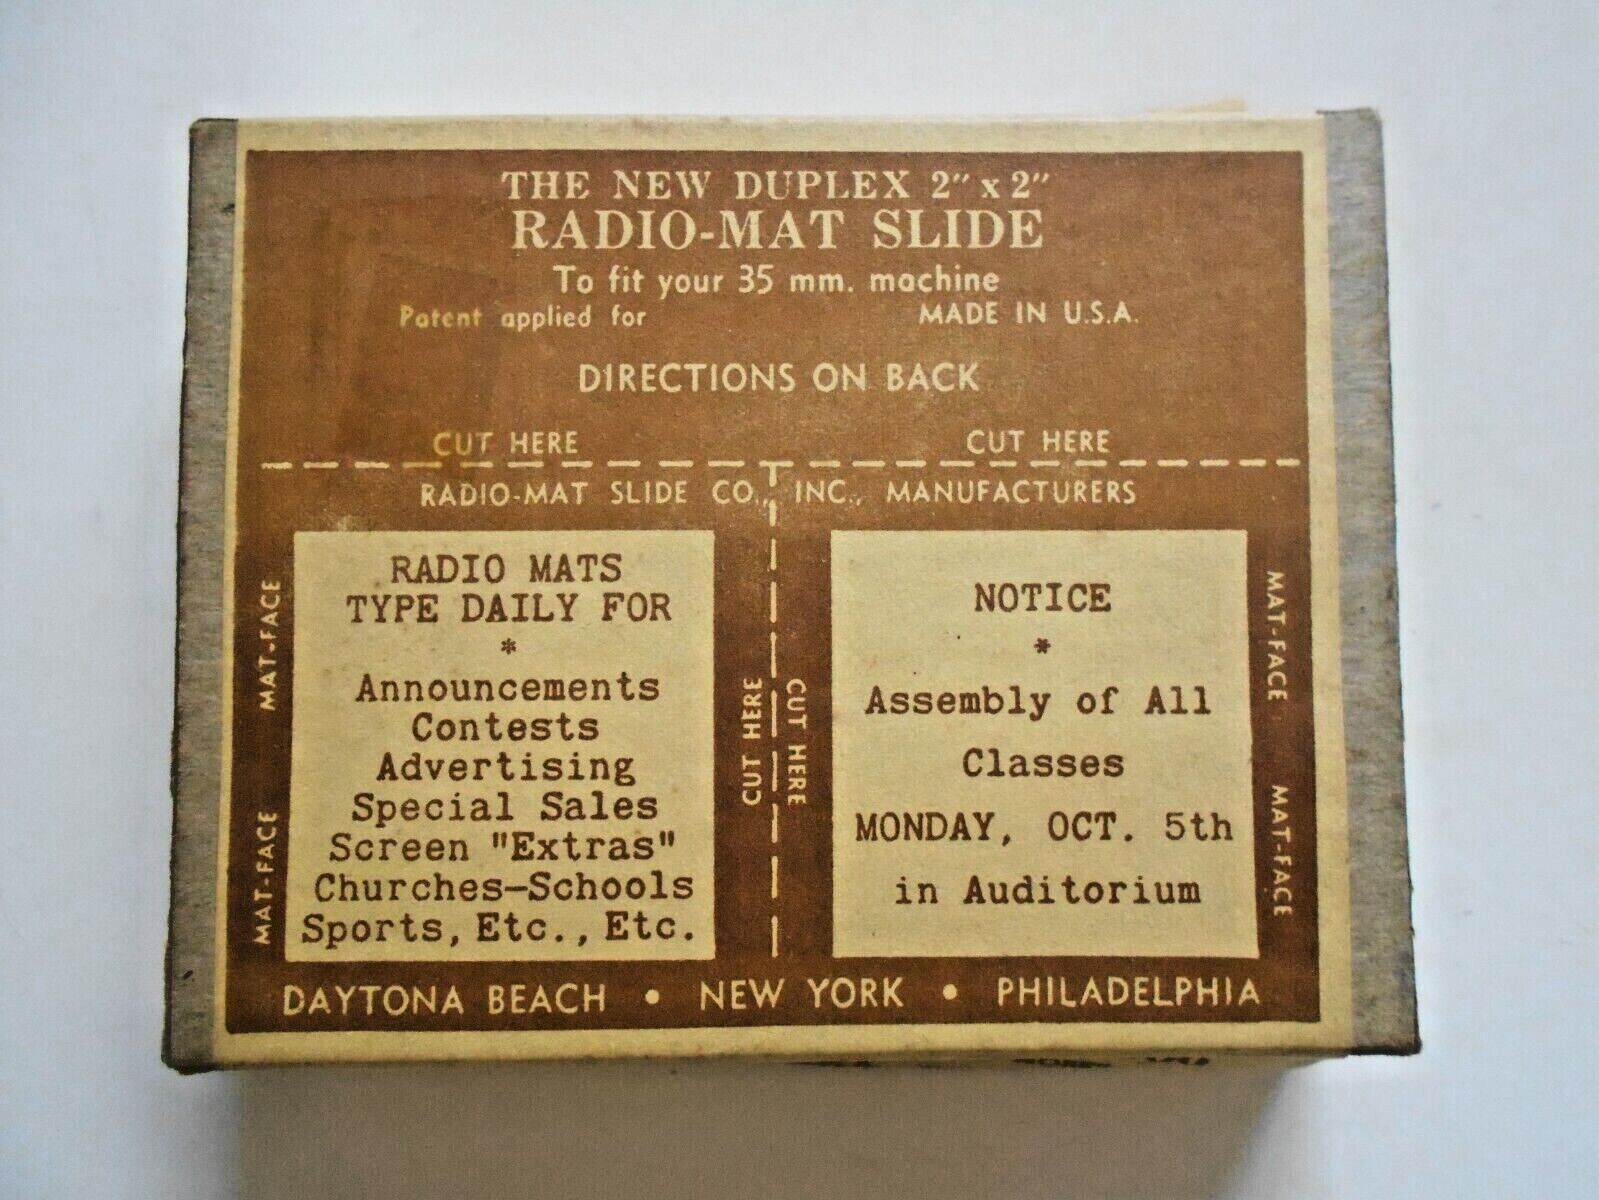 THE NEW DUPLEX 2" x 2"
RADIO-MAT SLIDE
To fit your 35 mm. machine
Patent applied for
MADE IN U.S.A.
DIRECTIONS ON BACK
CUT HERE
CUT HERE
RADIO-MAT SLIDE CO., INC., MANUFACTURERS
MAT-FACE
MAT-FACE
RADIO MATS
TYPE DAILY FOR
*
Announcements
Contests
Advertising
Special Sales
Screen "Extras"
Churches-Schools
Sports, Etc., Etc.
CUT HERE
CUT HERE
NOTICE
*
Assembly of All
Classes
MONDAY, OCT. 5th
in Auditorium
MAT-FACE
MAT-FACE
DAYTONA BEACH • NEW YORK • PHILADELPHIA